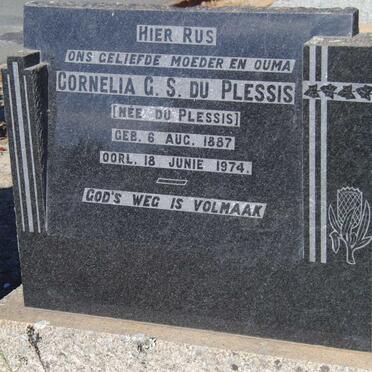 HIER RUS
ONS GELIEFDE MOEDER EN OUMA
CORNELIA G. S. DU PLESSIS
[NÉE DU PLESSIS]
GEB. 6 AUG. 1887
OORL. 18 JUNIE 1974.
GOD'S WEG IS VOLMAAK